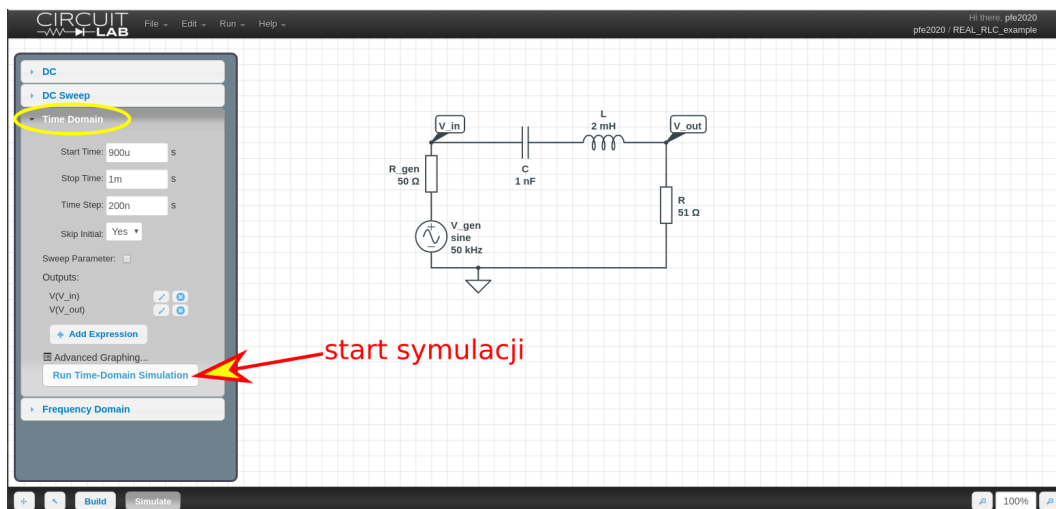 CIRCUIT LAB File Edit Run Help
Hi there, pfe2020
pfe2020 / REAL_RLC_example
DC
DC Sweep
Time Domain
Start Time: 900u s
Stop Time: 1m s
Time Step: 200n s
Skip Initial: Yes
Sweep Parameter:
Outputs:
V(V_in)
V(V_out)
Add Expression
Advanced Graphing...
Run Time-Domain Simulation
Frequency Domain
V_in
L
2 mH
V_out
R_gen
50 Ω
C
1 nF
R
51 Ω
V_gen
sine
50 kHz
start symulacji
Build Simulate 100%